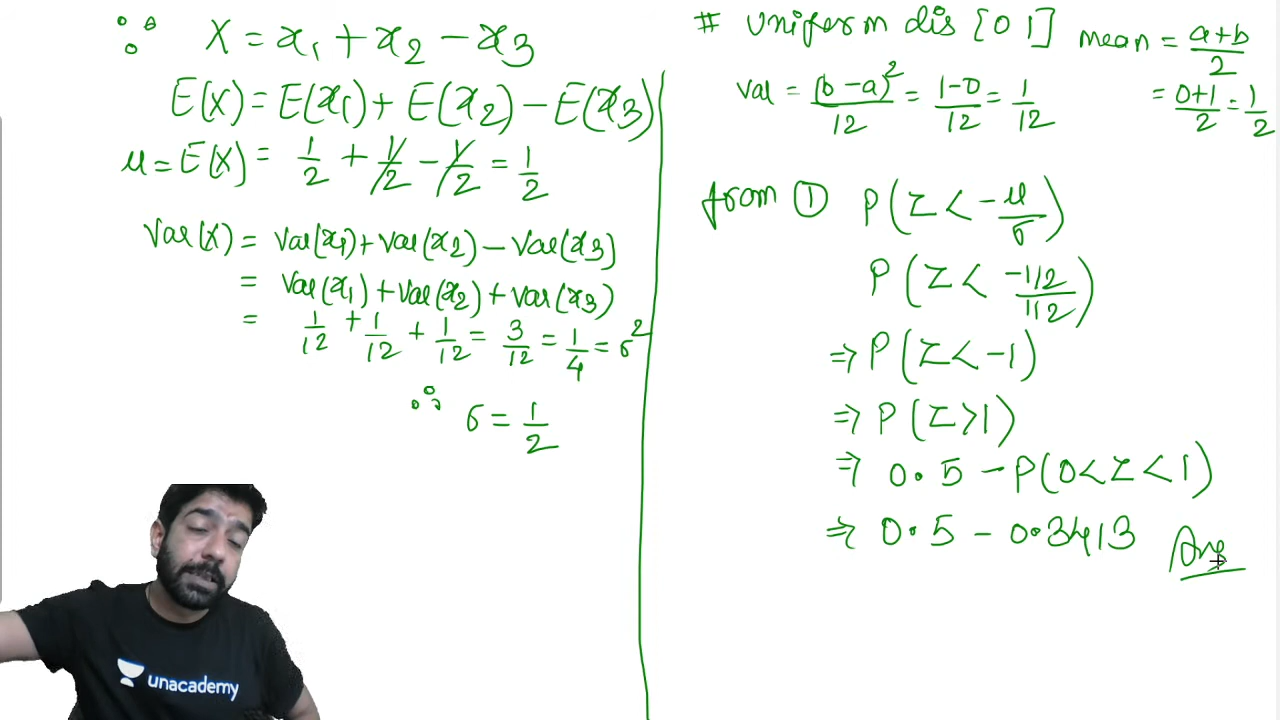 ∴ X = x1 + x2 - x3
E(X) = E(x1) + E(x2) - E(x3)
μ = E(X) = 1/2 + 1/2 - 1/2 = 1/2
Var(X) = Var(x1) + Var(x2) - Var(x3)
= Var(x1) + Var(x2) + Var(x3)
= 1/12 + 1/12 + 1/12 = 3/12 = 1/4 = σ²
∴ σ = 1/2
# Uniform dis [0 1] mean = a+b/2
Var = (b-a)²/12 = 1-0/12 = 1/12
= 0+1/2 = 1/2
from ① P(Z < -μ/σ)
P(Z < -1/2/1/2)
⇒ P(Z < -1)
⇒ P(Z > 1)
⇒ 0.5 - P(0 < Z < 1)
⇒ 0.5 - 0.3413 Ans
unacademy